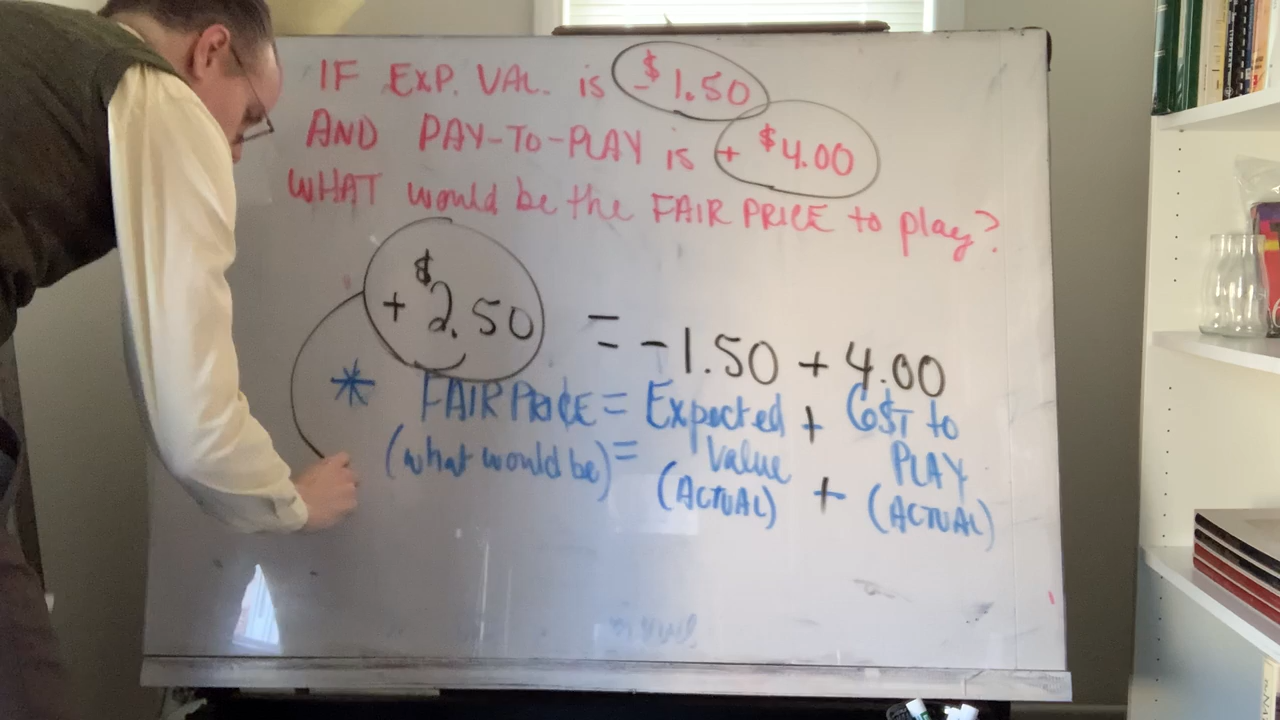 IF EXP. VAL. is -$1.50
AND PAY-TO-PLAY is + $4.00
WHAT would be the FAIR PRICE to play?
+ $2.50 = -1.50 + 4.00
* FAIR PRICE = Expected + CO$T to
(what would be) = Value PLAY
(ACTUAL) + (ACTUAL)